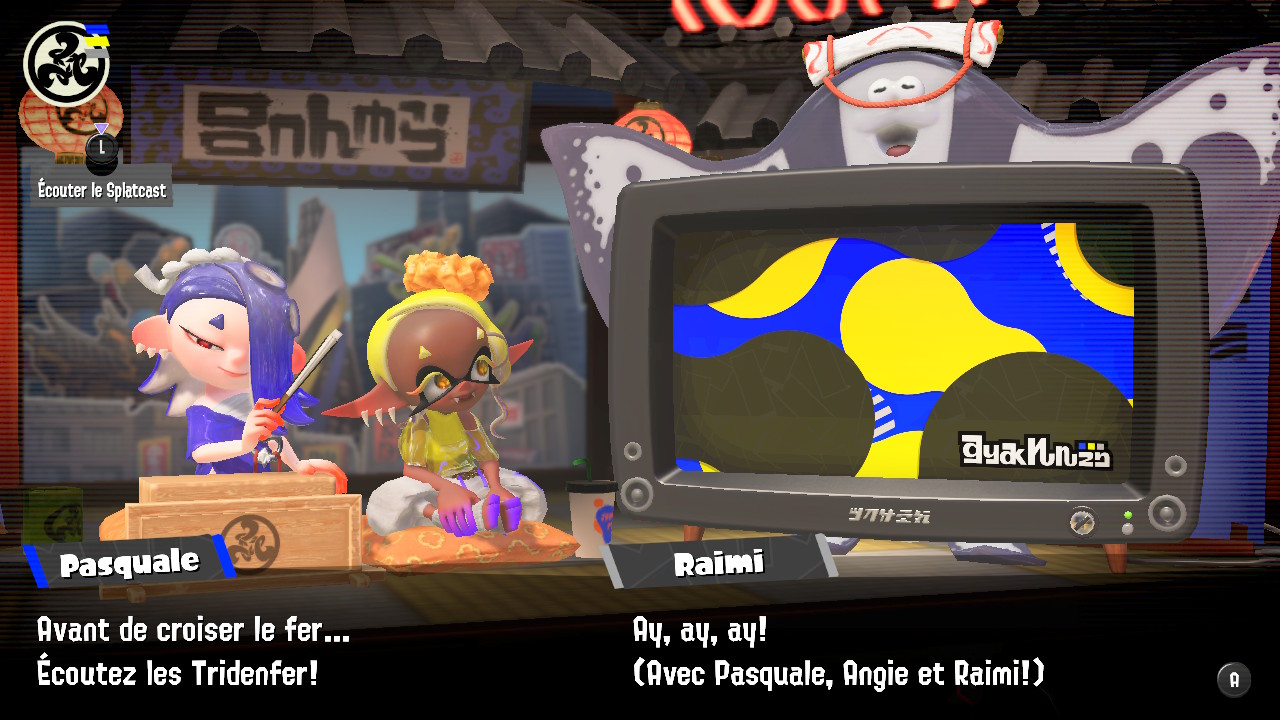 L
Écouter le Splatcast
Pasquale
Raimi
Avant de croiser le fer...
Écoutez les Tridenfer!
Ay, ay, ay!
(Avec Pasquale, Angie et Raimi!)
A